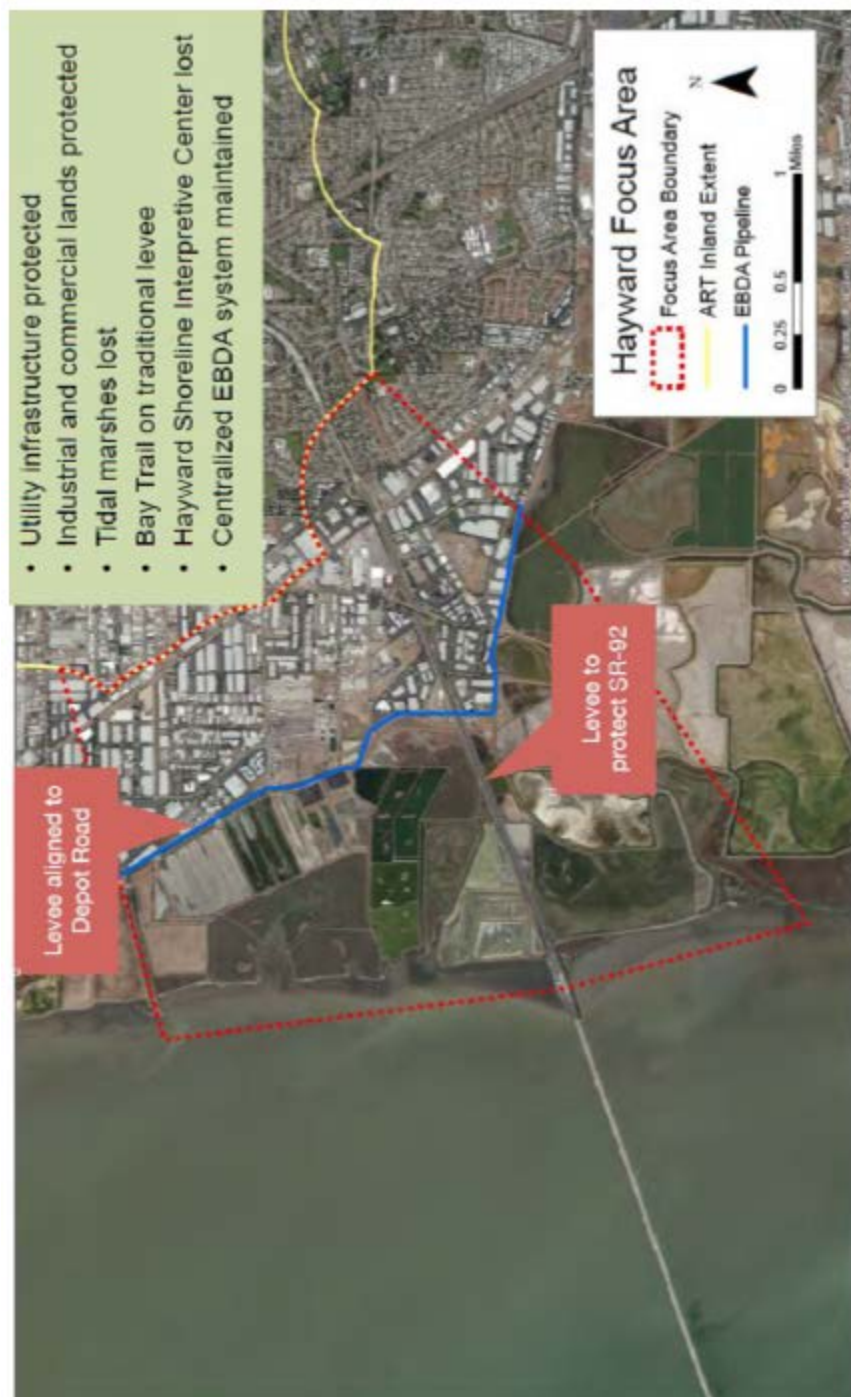 • Utility infrastructure protected
• Industrial and commercial lands protected
• Tidal marshes lost
• Bay Trail on traditional levee
• Hayward Shoreline Interpretive Center lost
• Centralized EBDA system maintained
Levee aligned to
Depot Road
Levee to
protect SR-92
Hayward Focus Area
Focus Area Boundary
ART Inland Extent
EBDA Pipeline
N
0 0.25 0.5 1
Miles